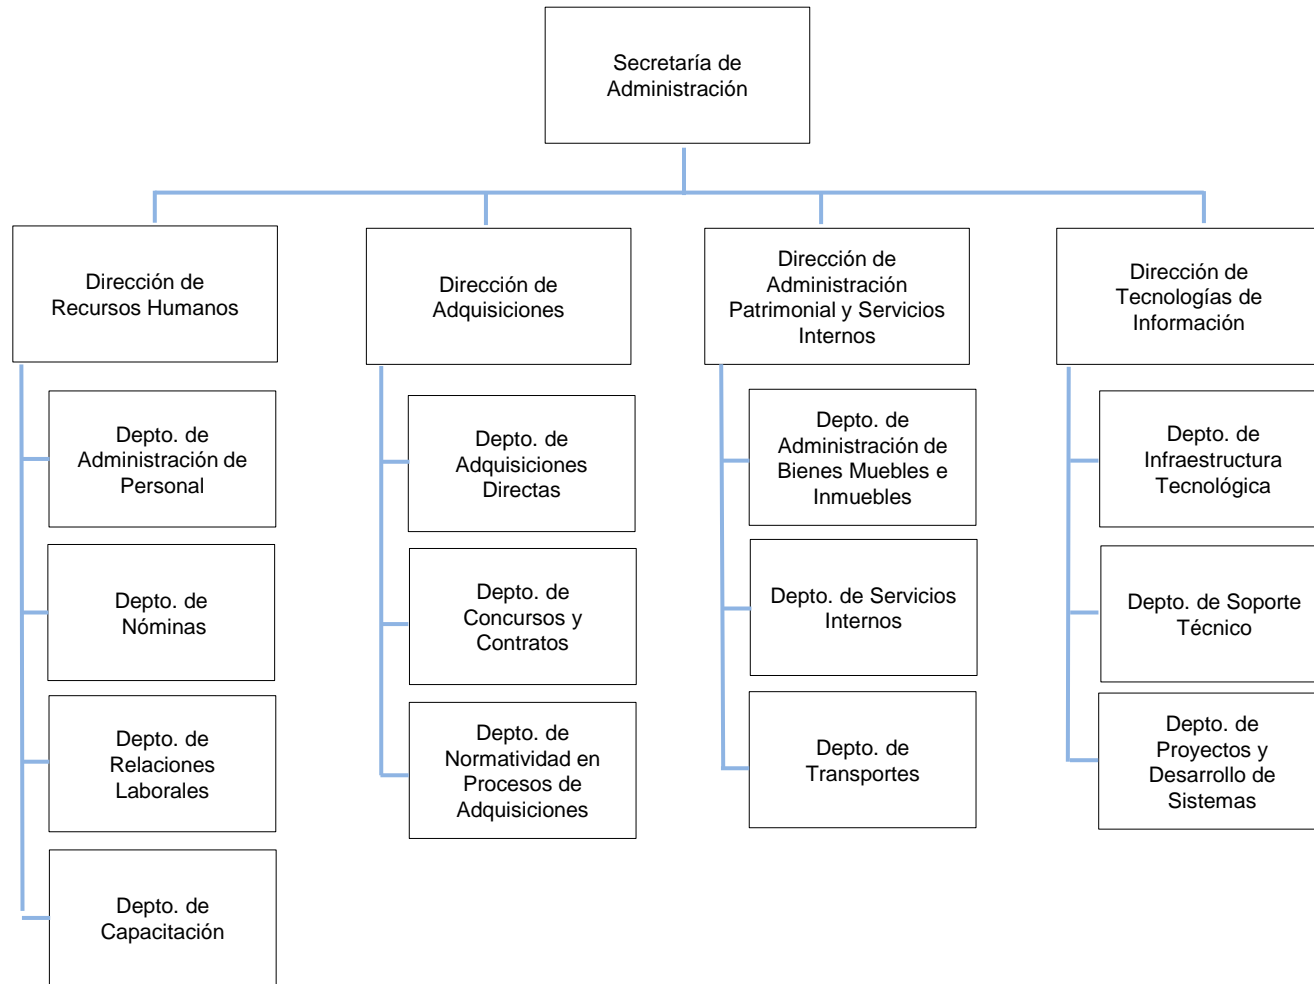 Secretaría de
Administración
Dirección de
Recursos Humanos
Dirección de
Adquisiciones
Dirección de
Administración
Patrimonial y Servicios
Internos
Dirección de
Tecnologías de
Información
Depto. de
Administración de
Personal
Depto. de
Nóminas
Depto. de
Relaciones
Laborales
Depto. de
Capacitación
Depto. de
Adquisiciones
Directas
Depto. de
Concursos y
Contratos
Depto. de
Normatividad en
Procesos de
Adquisiciones
Depto. de
Administración de
Bienes Muebles e
Inmuebles
Depto. de Servicios
Internos
Depto. de
Transportes
Depto. de
Infraestructura
Tecnológica
Depto. de Soporte
Técnico
Depto. de
Proyectos y
Desarrollo de
Sistemas